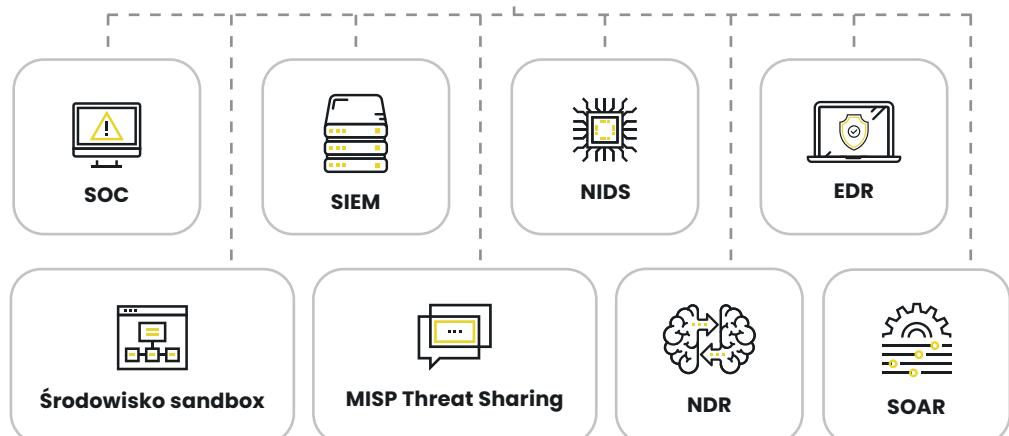 SOC
SIEM
NIDS
EDR
Środowisko sandbox
MISP Threat Sharing
NDR
SOAR